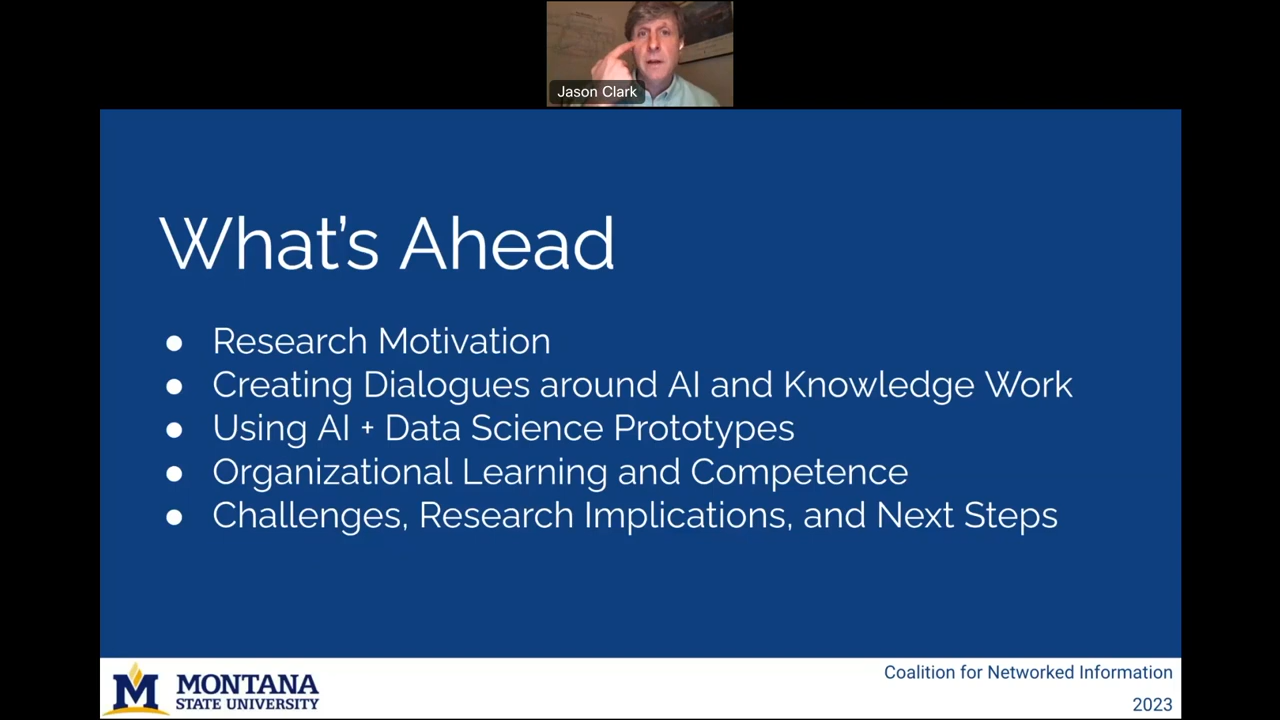 Jason Clark
What's Ahead
● Research Motivation
● Creating Dialogues around AI and Knowledge Work
● Using AI + Data Science Prototypes
● Organizational Learning and Competence
● Challenges, Research Implications, and Next Steps
M MONTANA
STATE UNIVERSITY
Coalition for Networked Information
2023